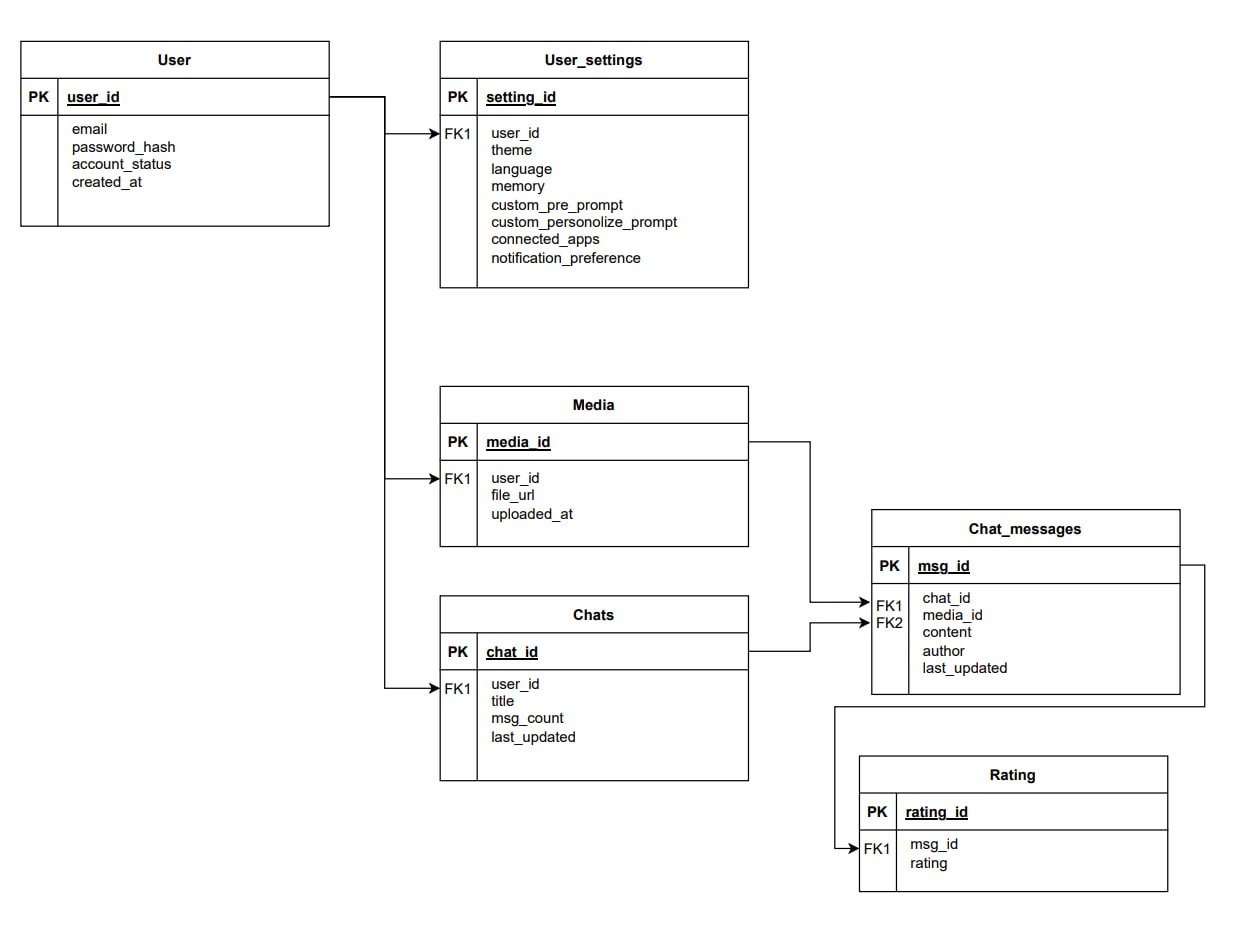 User
PK user_id
email
password_hash
account_status
created_at
User_settings
PK setting_id
FK1 user_id
theme
language
memory
custom_pre_prompt
custom_personolize_prompt
connected_apps
notification_preference
Media
PK media_id
FK1 user_id
file_url
uploaded_at
Chats
PK chat_id
FK1 user_id
title
msg_count
last_updated
Chat_messages
PK msg_id
FK1 chat_id
FK2 media_id
content
author
last_updated
Rating
PK rating_id
FK1 msg_id
rating